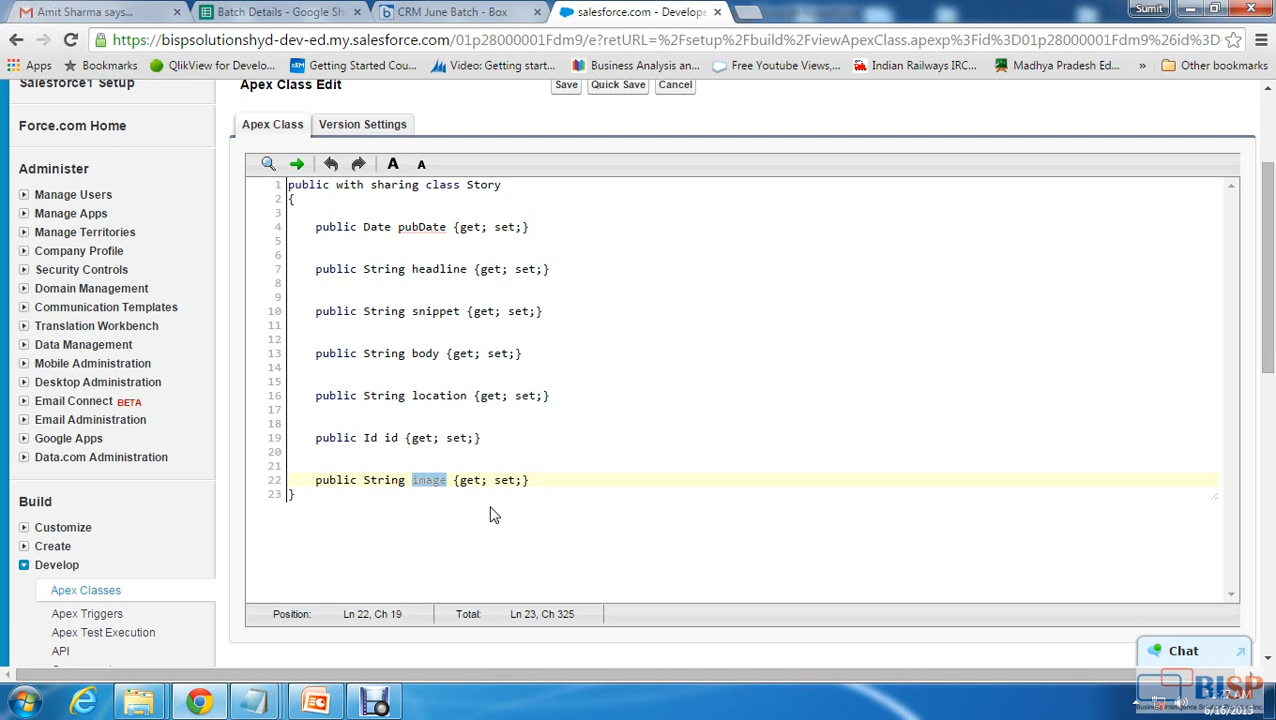 Amit Sharma says...
Batch Details - Google Sh
CRM June Batch - Box
salesforce.com - Develope
Sumit
https://bispsolutionshyd-dev-ed.my.salesforce.com/01p28000001Fdm9/e?retURL=%2Fsetup%2Fbuild%2FviewApexClass.apexp%3Fid%3D01p28000001Fdm9%26id%3D
Apps
Bookmarks
QlikView for Develo...
Getting Started Cou...
Video: Getting start...
Business Analysis an...
Free Youtube Views,...
Indian Railways IRC...
Madhya Pradesh Ed...
»
Other bookmarks
Salesforce1 Setup
Force.com Home
Administer
Manage Users
Manage Apps
Manage Territories
Company Profile
Security Controls
Domain Management
Communication Templates
Translation Workbench
Data Management
Mobile Administration
Desktop Administration
Email Connect BETA
Email Administration
Google Apps
Data.com Administration
Build
Customize
Create
Develop
Apex Classes
Apex Triggers
Apex Test Execution
API
Apex Class Edit
Save
Quick Save
Cancel
Apex Class
Version Settings
A A
1 public with sharing class Story
2 {
3
4 public Date pubDate {get; set;}
5
6
7 public String headline {get; set;}
8
9
10 public String snippet {get; set;}
11
12
13 public String body {get; set;}
14
15
16 public String location {get; set;}
17
18
19 public Id id {get; set;}
20
21
22 public String image {get; set;}
23 }
Position: Ln 22, Ch 19 Total: Ln 23, Ch 325
Chat
BISP
6/16/2015